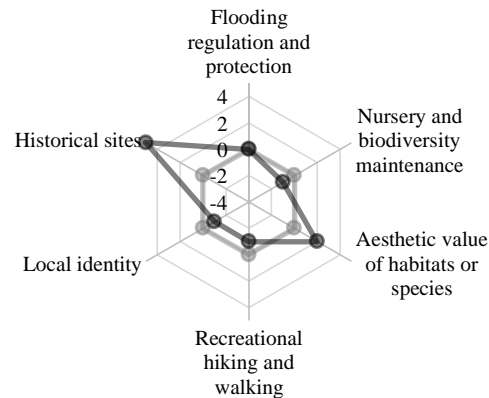 Flooding
regulation and
protection
4
2
0
-2
-4
Nursery and
biodiversity
maintenance
Aesthetic value
of habitats or
species
Recreational
hiking and
walking
Local identity
Historical sites